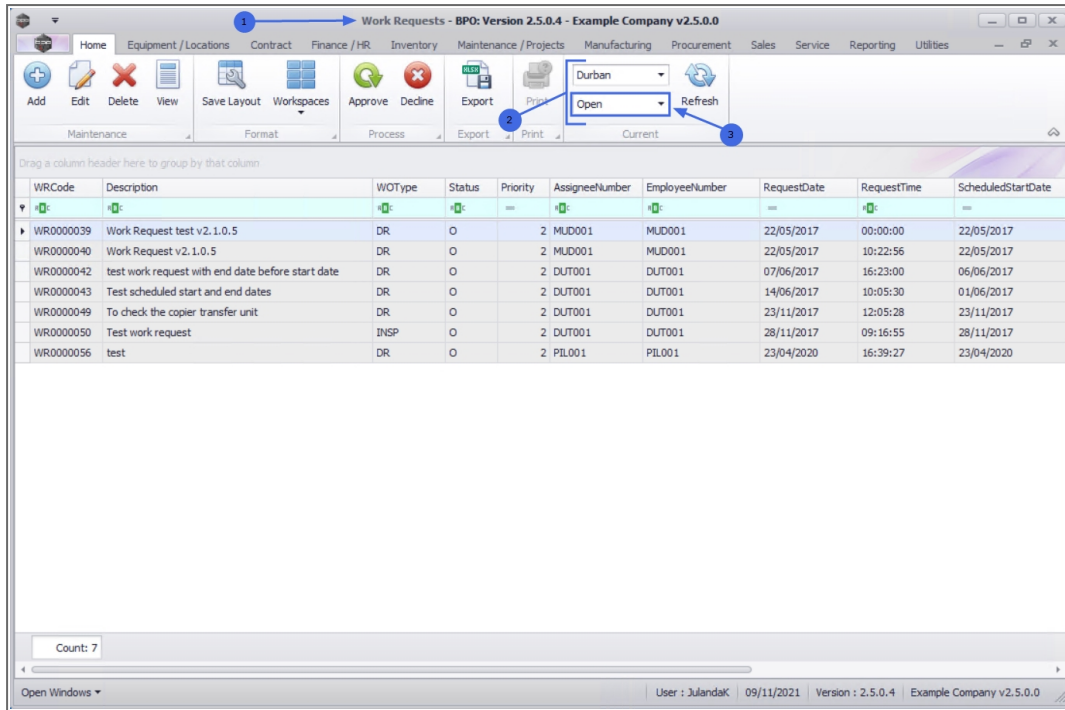 1
Work Requests - BPO: Version 2.5.0.4 - Example Company v2.5.0.0
Home Equipment / Locations Contract Finance / HR Inventory Maintenance / Projects Manufacturing Procurement Sales Service Reporting Utilities
XLSX
Durban
Add Edit Delete View Save Layout Workspaces Approve Decline Export Print Open Refresh
2
3
Maintenance Format Process Export Print Current
Drag a column header here to group by that column
WRCode Description WOType Status Priority AssigneeNumber EmployeeNumber RequestDate RequestTime ScheduledStartDate
WR0000039 Work Request test v2.1.0.5 DR O 2 MUD001 MUD001 22/05/2017 00:00:00 22/05/2017
WR0000040 Work Request v2.1.0.5 DR O 2 MUD001 MUD001 22/05/2017 10:22:56 22/05/2017
WR0000042 test work request with end date before start date DR O 2 DUT001 DUT001 07/06/2017 16:23:00 06/06/2017
WR0000043 Test scheduled start and end dates DR O 2 DUT001 DUT001 14/06/2017 10:05:30 01/06/2017
WR0000049 To check the copier transfer unit DR O 2 DUT001 DUT001 23/11/2017 12:05:28 23/11/2017
WR0000050 Test work request INSP O 2 DUT001 DUT001 28/11/2017 09:16:55 28/11/2017
WR0000056 test DR O 2 PIL001 PIL001 23/04/2020 16:39:27 23/04/2020
Count: 7
Open Windows User : JulandaK 09/11/2021 Version : 2.5.0.4 Example Company v2.5.0.0